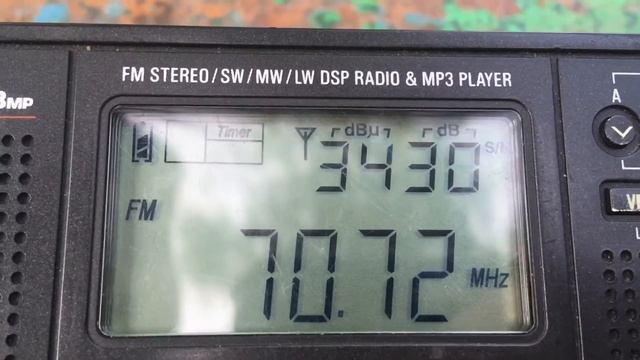 FM STEREO/SW/MW/LW DSP RADIO & MP3 PLAYER
MP
A
Timer
dBμ dB
34 30 S/N
FM
70.72 MHz